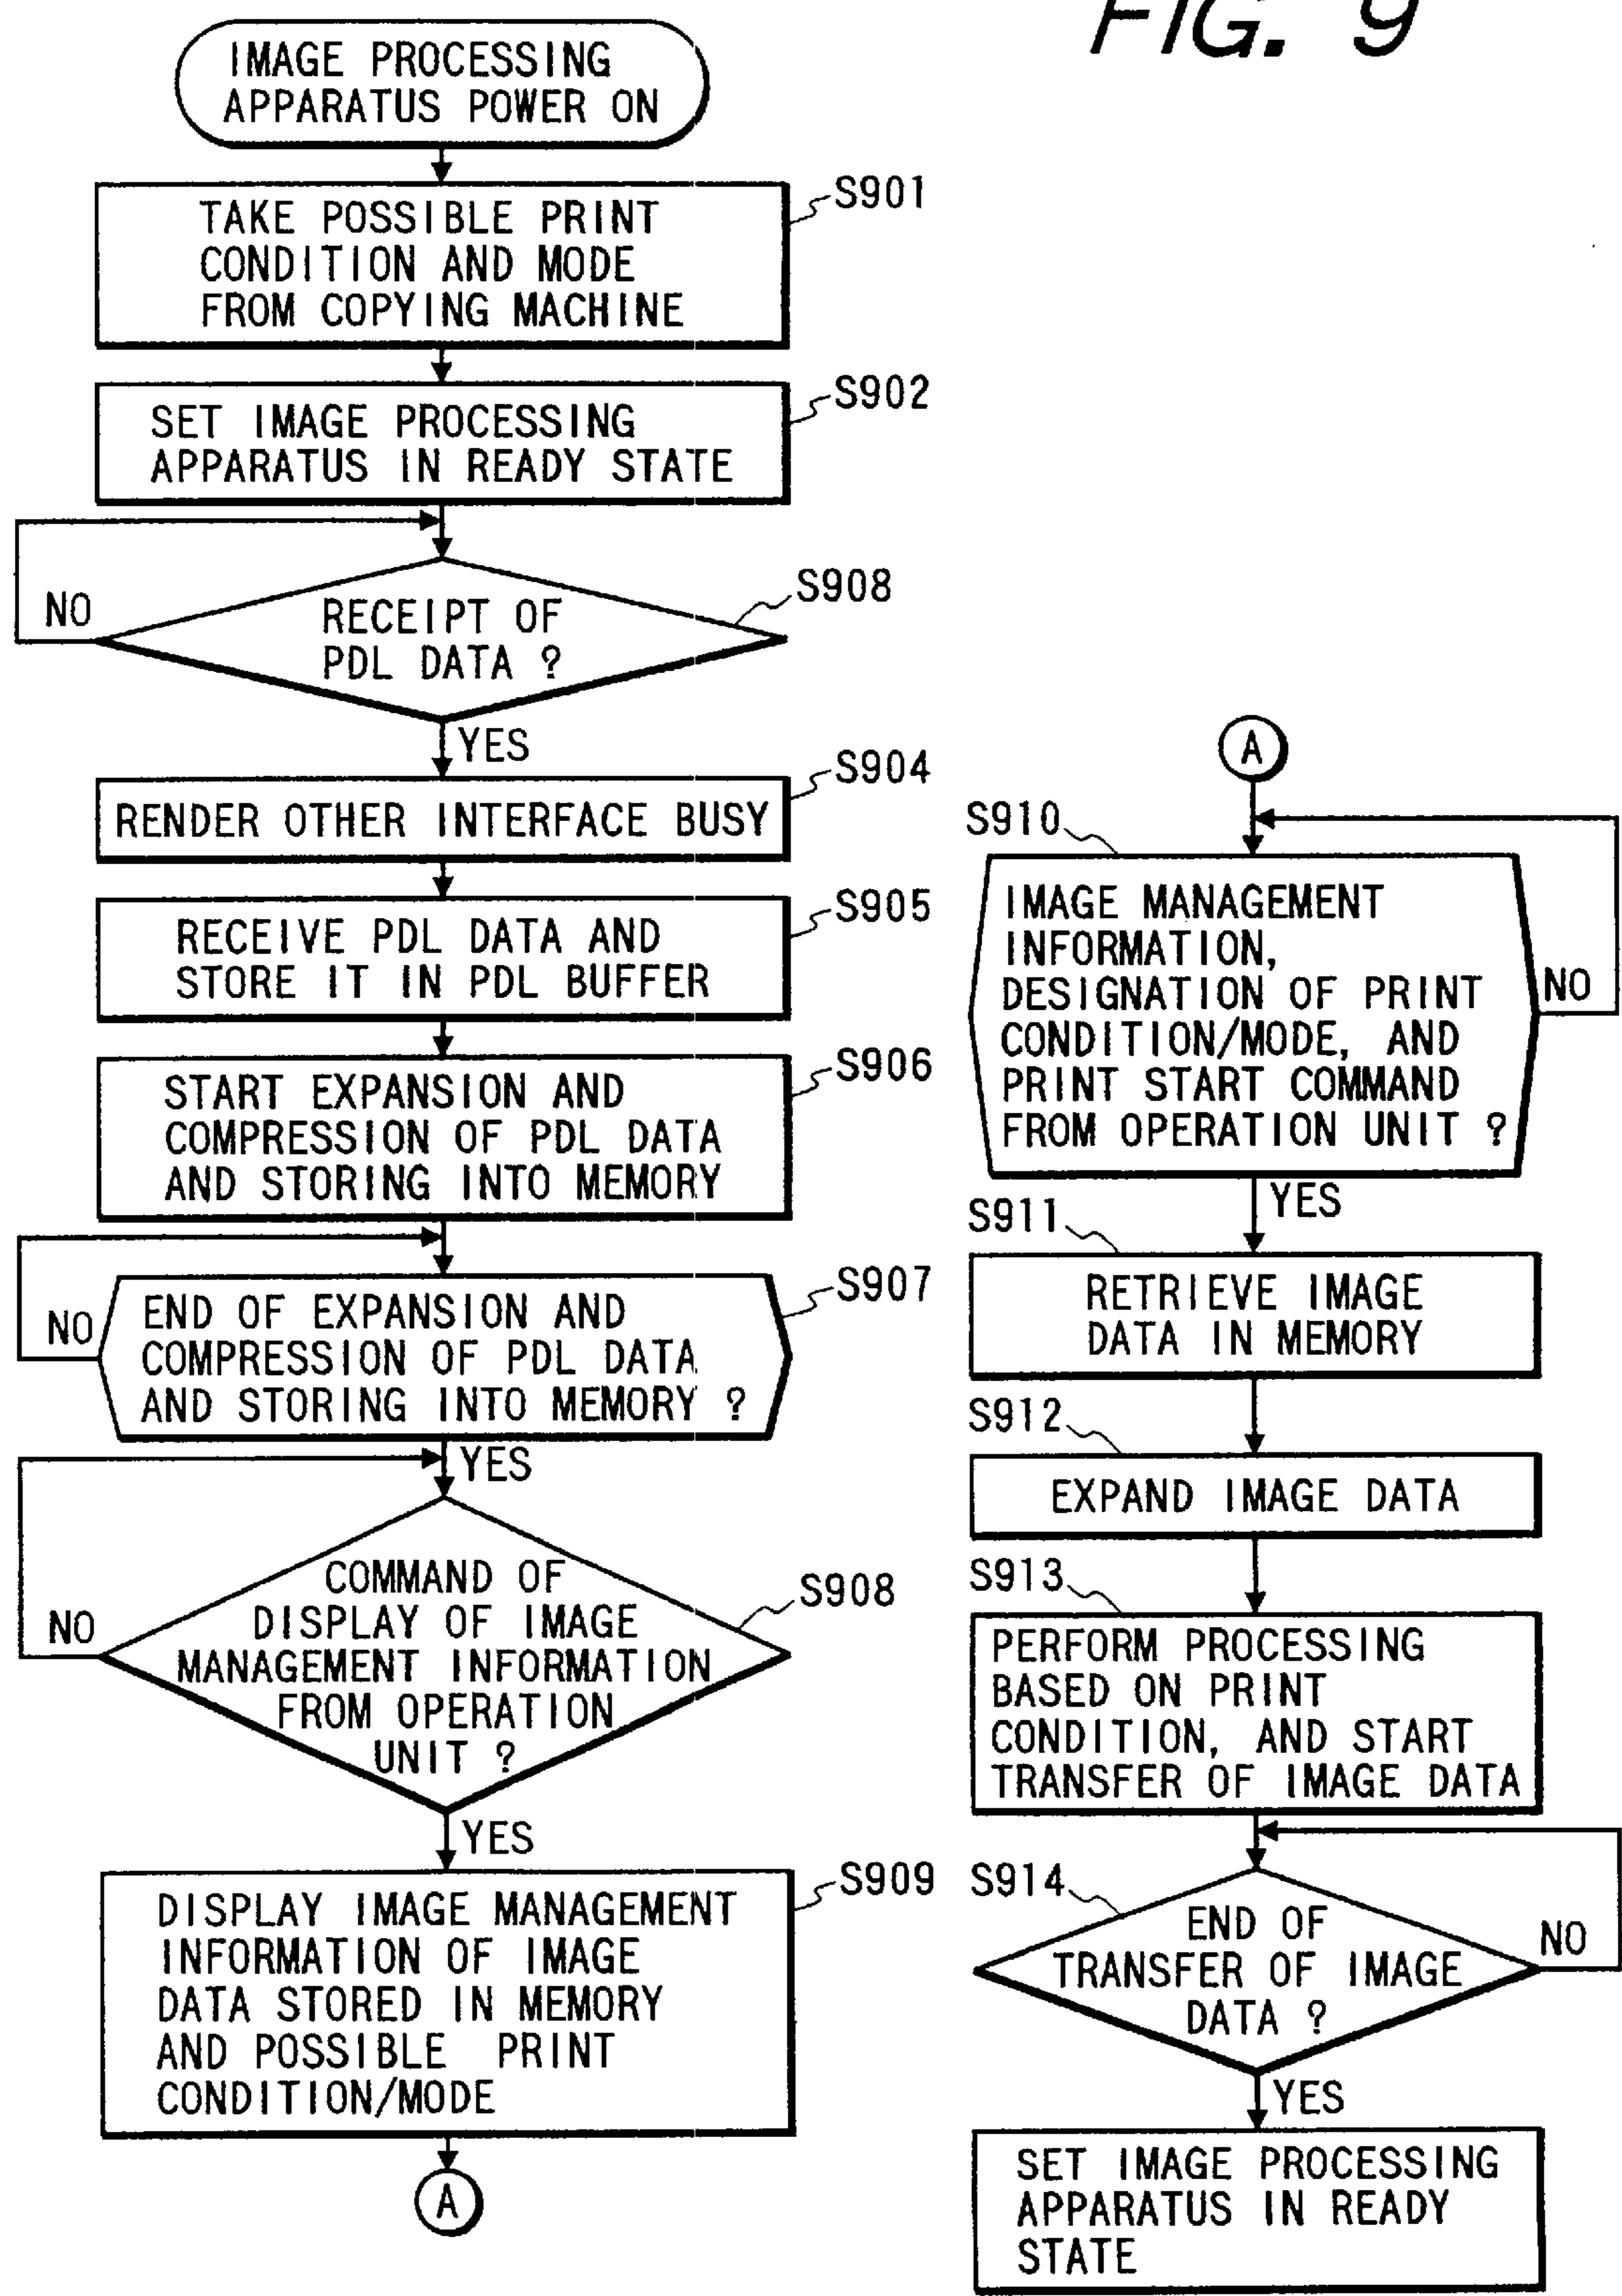 FIG. 9
IMAGE PROCESSING
APPARATUS POWER ON
S901
TAKE POSSIBLE PRINT
CONDITION AND MODE
FROM COPYING MACHINE
S902
SET IMAGE PROCESSING
APPARATUS IN READY STATE
S908
NO
RECEIPT OF
PDL DATA ?
YES
S904
RENDER OTHER INTERFACE BUSY
S905
RECEIVE PDL DATA AND
STORE IT IN PDL BUFFER
S906
START EXPANSION AND
COMPRESSION OF PDL DATA
AND STORING INTO MEMORY
S907
NO
END OF EXPANSION AND
COMPRESSION OF PDL DATA
AND STORING INTO MEMORY ?
YES
S908
NO
COMMAND OF
DISPLAY OF IMAGE
MANAGEMENT INFORMATION
FROM OPERATION
UNIT ?
YES
S909
DISPLAY IMAGE MANAGEMENT
INFORMATION OF IMAGE
DATA STORED IN MEMORY
AND POSSIBLE PRINT
CONDITION/MODE
A
A
S910
IMAGE MANAGEMENT
INFORMATION,
DESIGNATION OF PRINT
CONDITION/MODE, AND
PRINT START COMMAND
FROM OPERATION UNIT ?
NO
YES
S911
RETRIEVE IMAGE
DATA IN MEMORY
S912
EXPAND IMAGE DATA
S913
PERFORM PROCESSING
BASED ON PRINT
CONDITION, AND START
TRANSFER OF IMAGE DATA
S914
END OF
TRANSFER OF IMAGE
DATA ?
NO
YES
SET IMAGE PROCESSING
APPARATUS IN READY
STATE